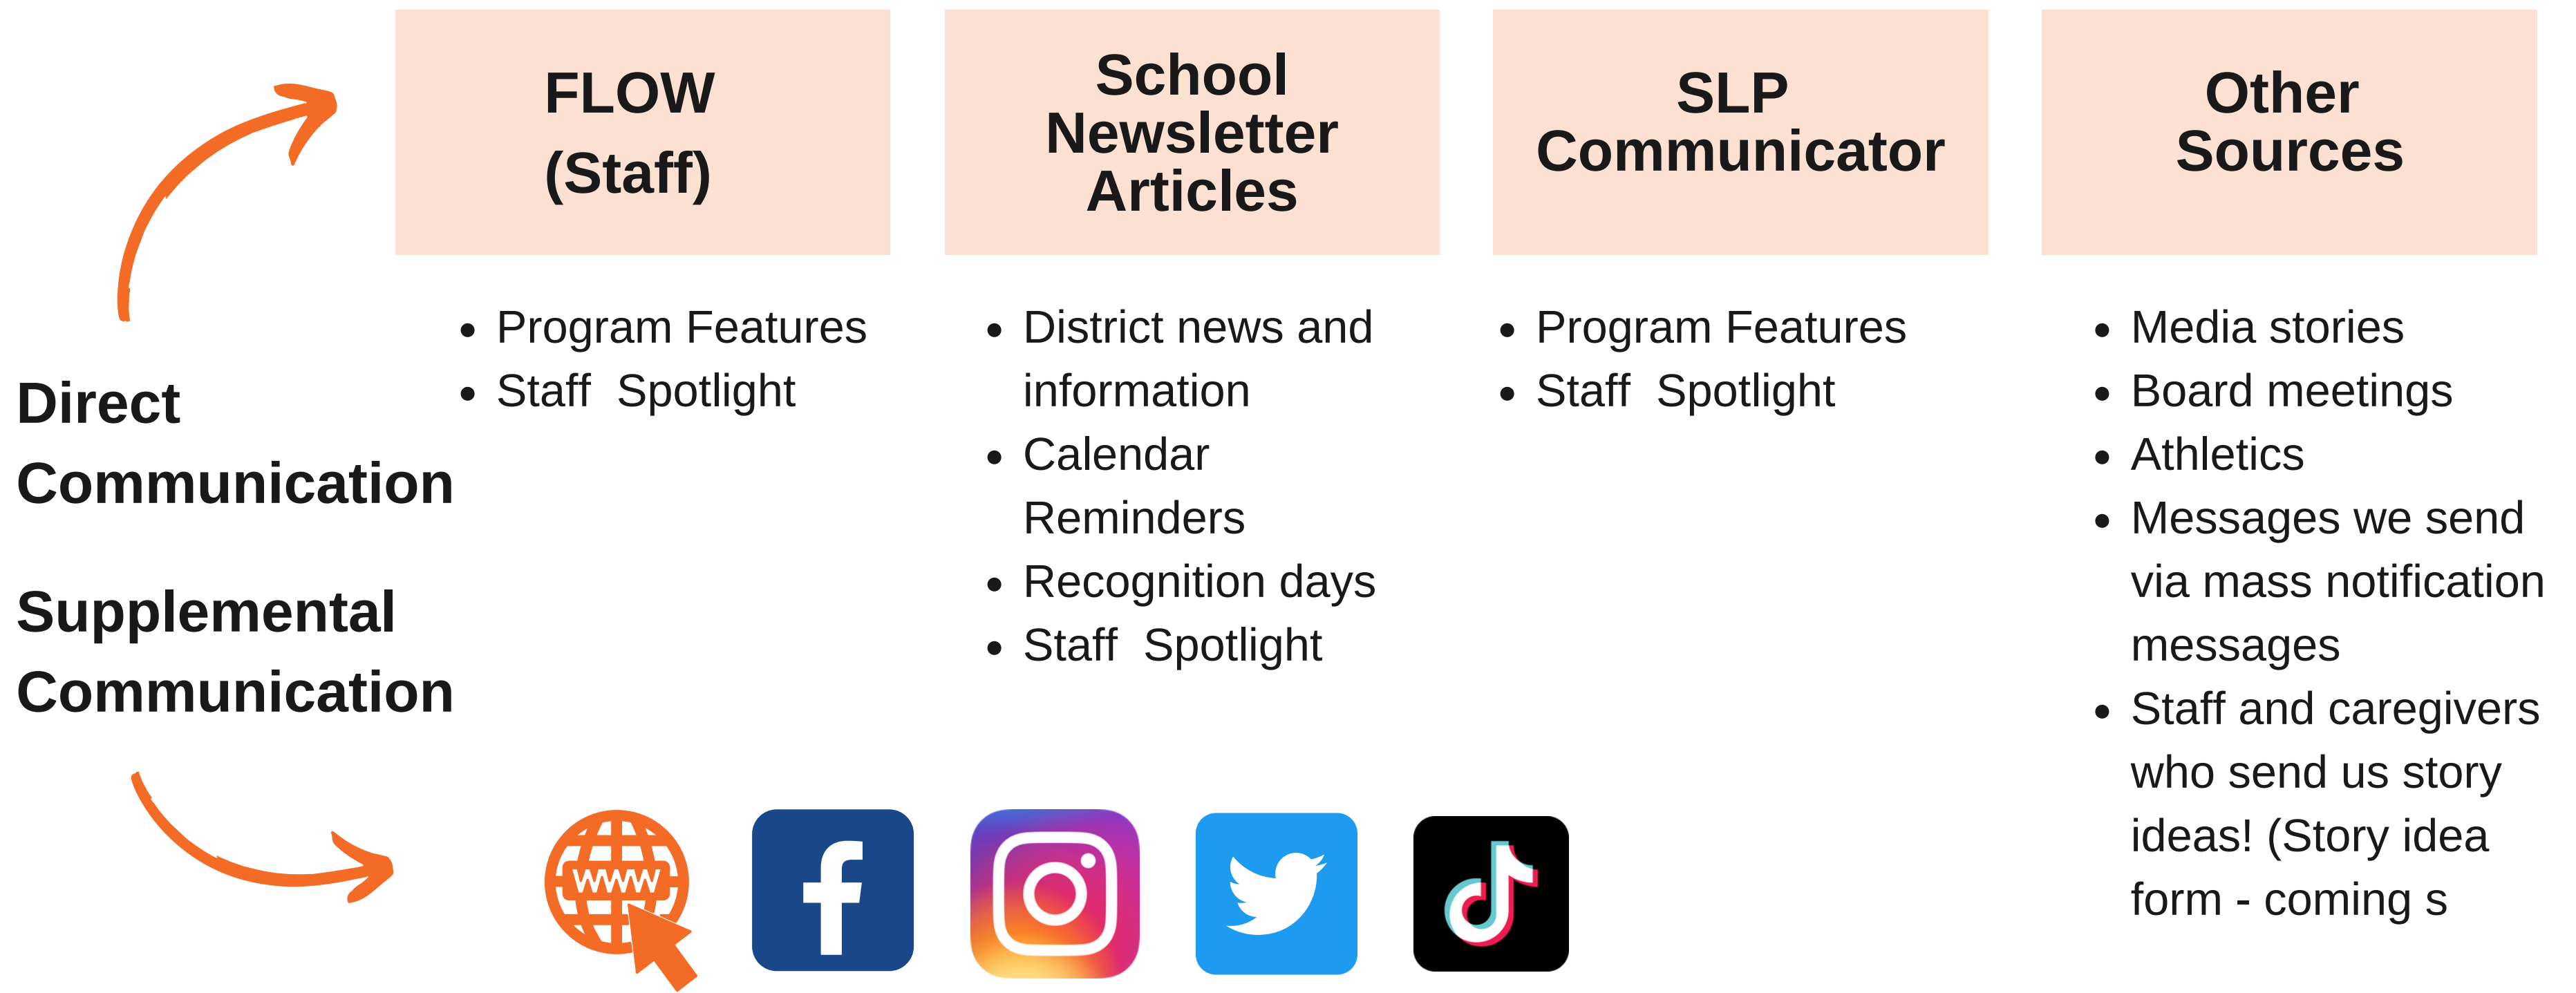 FLOW
(Staff)
School
Newsletter
Articles
SLP
Communicator
Other
Sources
Direct
Communication
Supplemental
Communication
• Program Features
• Staff  Spotlight
• District news and
information
• Calendar
Reminders
• Recognition days
• Staff  Spotlight
• Program Features
• Staff  Spotlight
• Media stories
• Board meetings
• Athletics
• Messages we send
via mass notification
messages
• Staff and caregivers
who send us story
ideas! (Story idea
form - coming s
www